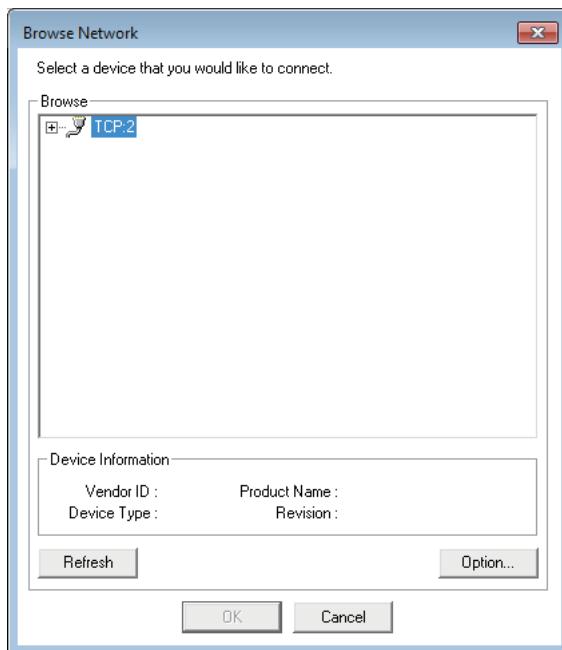 Browse Network
Select a device that you would like to connect.
Browse
TCP:2
Device Information
Vendor ID : Product Name :
Device Type : Revision :
Refresh Option...
OK Cancel